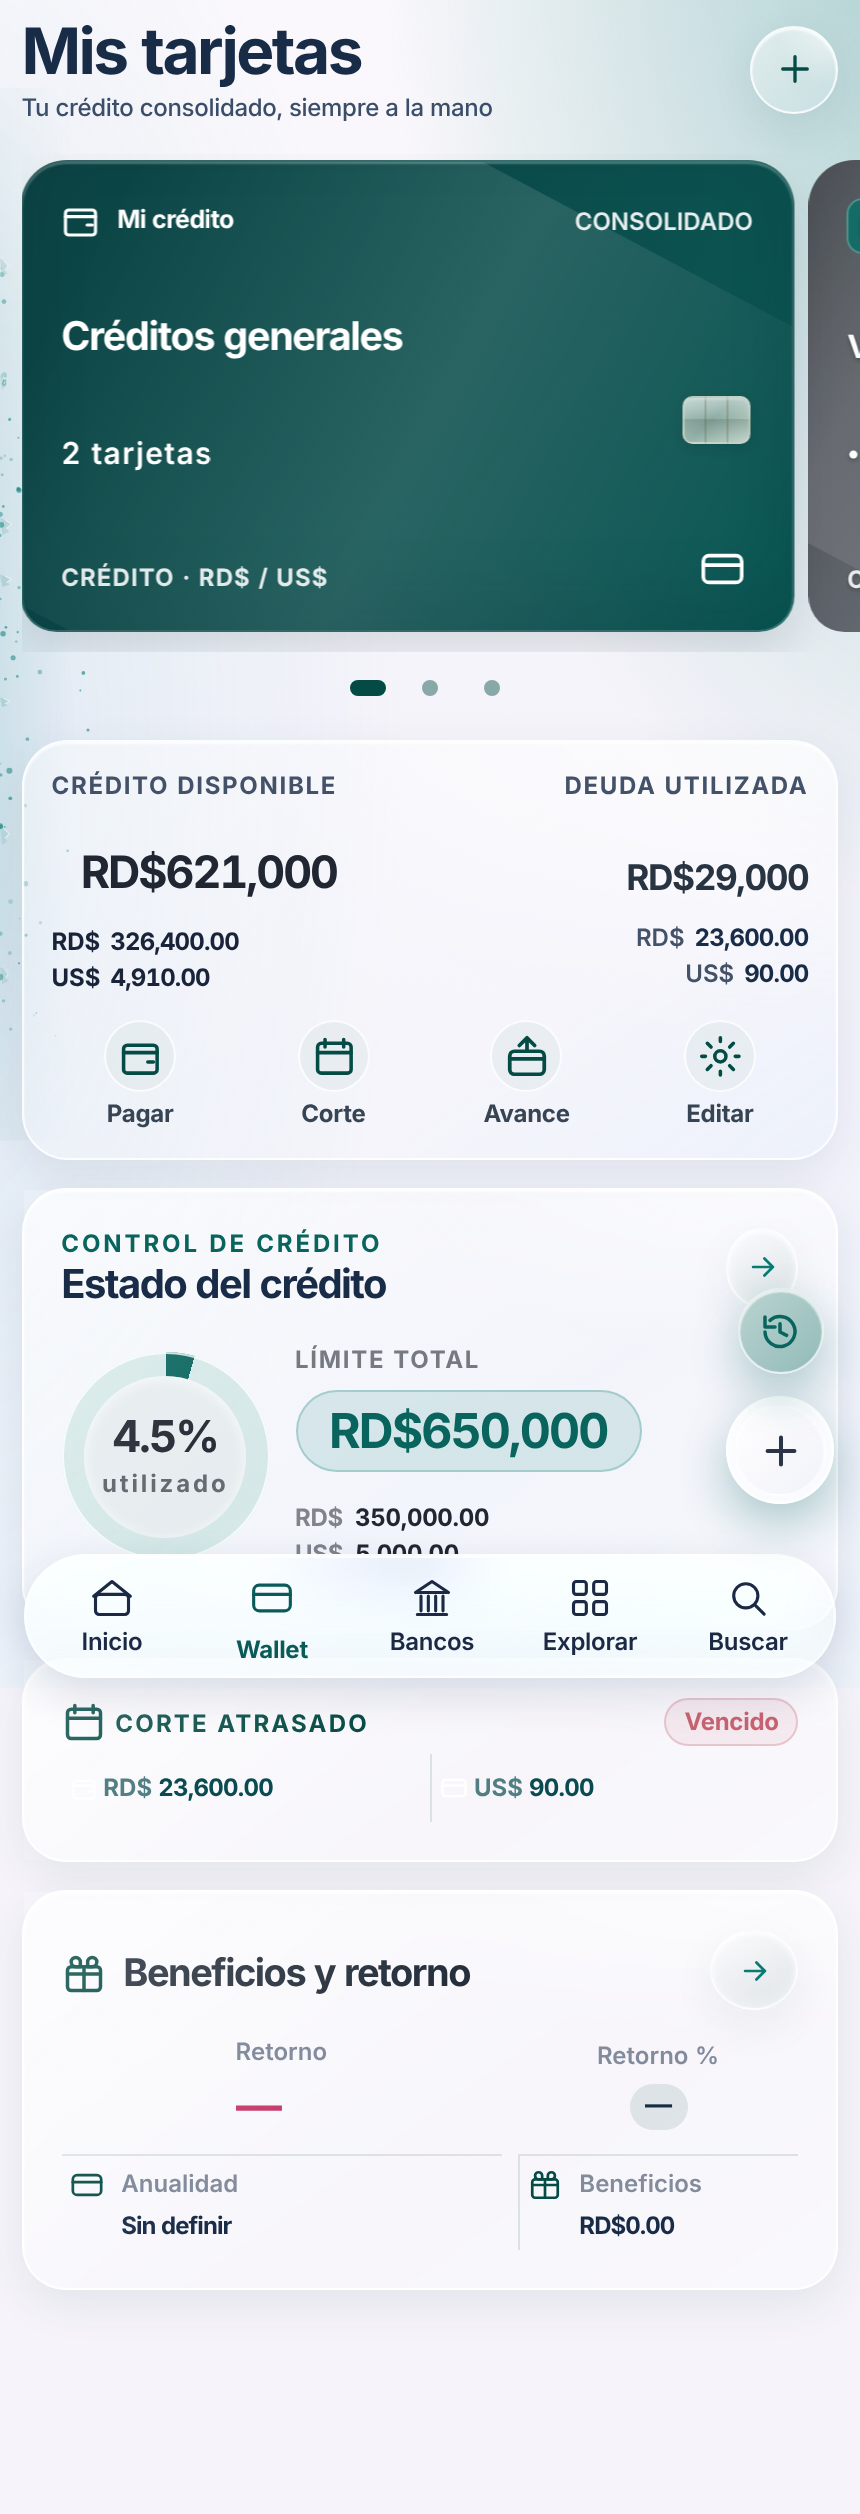 Mis tarjetas
Tu crédito consolidado, siempre a la mano
Mi crédito
CONSOLIDADO
Créditos generales
2 tarjetas
CRÉDITO · RD$ / US$
CRÉDITO DISPONIBLE
DEUDA UTILIZADA
RD$621,000
RD$29,000
RD$ 326,400.00
RD$ 23,600.00
US$ 4,910.00
US$ 90.00
Pagar
Corte
Avance
Editar
CONTROL DE CRÉDITO
Estado del crédito
LÍMITE TOTAL
4.5%
utilizado
RD$650,000
RD$ 350,000.00
US$ 5,000.00
Inicio
Wallet
Bancos
Explorar
Buscar
CORTE ATRASADO
Vencido
RD$ 23,600.00
US$ 90.00
Beneficios y retorno
Retorno
Retorno %
—
—
Anualidad
Sin definir
Beneficios
RD$0.00